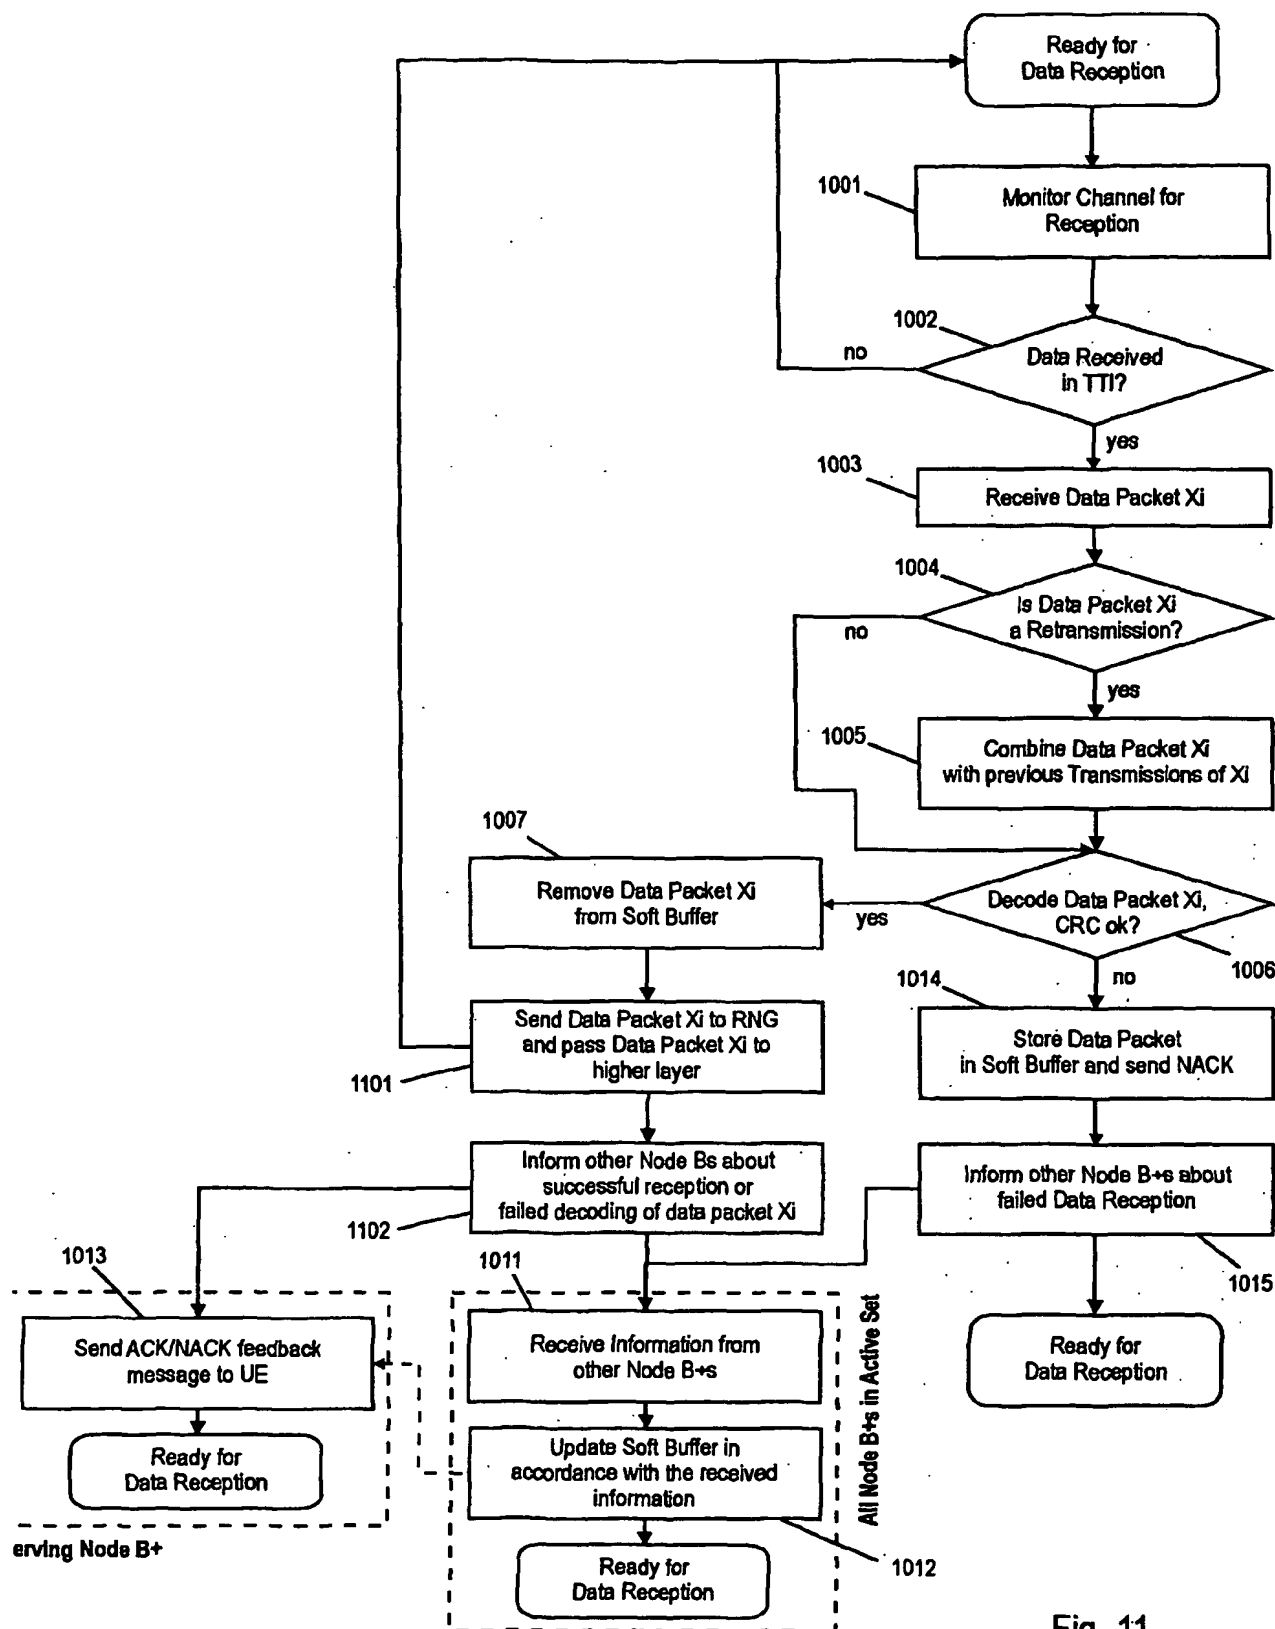 Ready for
Data Reception
1001
Monitor Channel for
Reception
1002
Data Received
in TTI?
no
yes
1003
Receive Data Packet Xi
1004
Is Data Packet Xi
a Retransmission?
no
yes
1005
Combine Data Packet Xi
with previous Transmissions of Xi
1007
Remove Data Packet Xi
from Soft Buffer
yes
Decode Data Packet Xi,
CRC ok?
1006
no
1014
Send Data Packet Xi to RNG
and pass Data Packet Xi to
higher layer
1101
Store Data Packet
in Soft Buffer and send NACK
Inform other Node Bs about
successful reception or
failed decoding of data packet Xi
1102
Inform other Node B+s about
failed Data Reception
1015
1013
1011
Send ACK/NACK feedback
message to UE
Receive Information from
other Node B+s
All Node B+s in Active Set
Ready for
Data Reception
Ready for
Data Reception
Update Soft Buffer in
accordance with the received
information
1012
erving Node B+
Ready for
Data Reception
Fig. 11